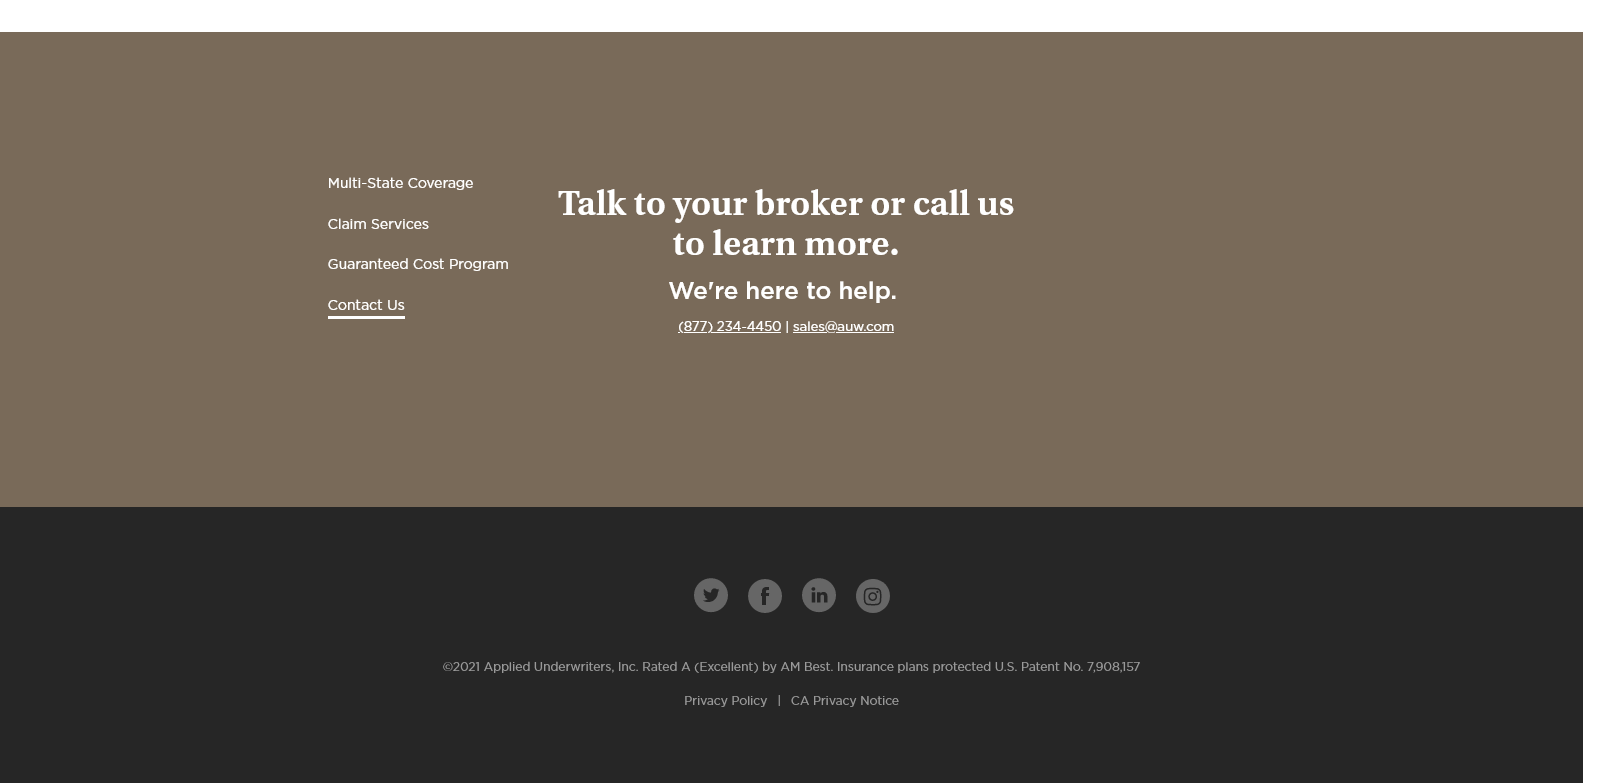 Multi-State Coverage
Claim Services
Guaranteed Cost Program
Contact Us
Talk to your broker or call us
to learn more.
We're here to help.
(877) 234-4450 | sales@auw.com
©2021 Applied Underwriters, Inc. Rated A (Excellent) by AM Best. Insurance plans protected U.S. Patent No. 7,908,157
Privacy Policy | CA Privacy Notice